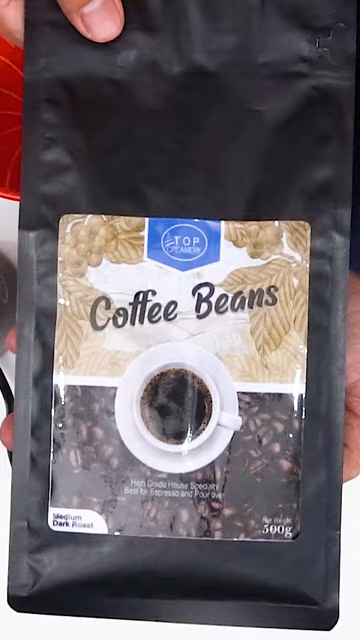 TOP
CREAMERY
Coffee Beans
High Grade House Specialty
Best for Espresso and Pour over
Medium
Dark Roast
Net Weight
500g